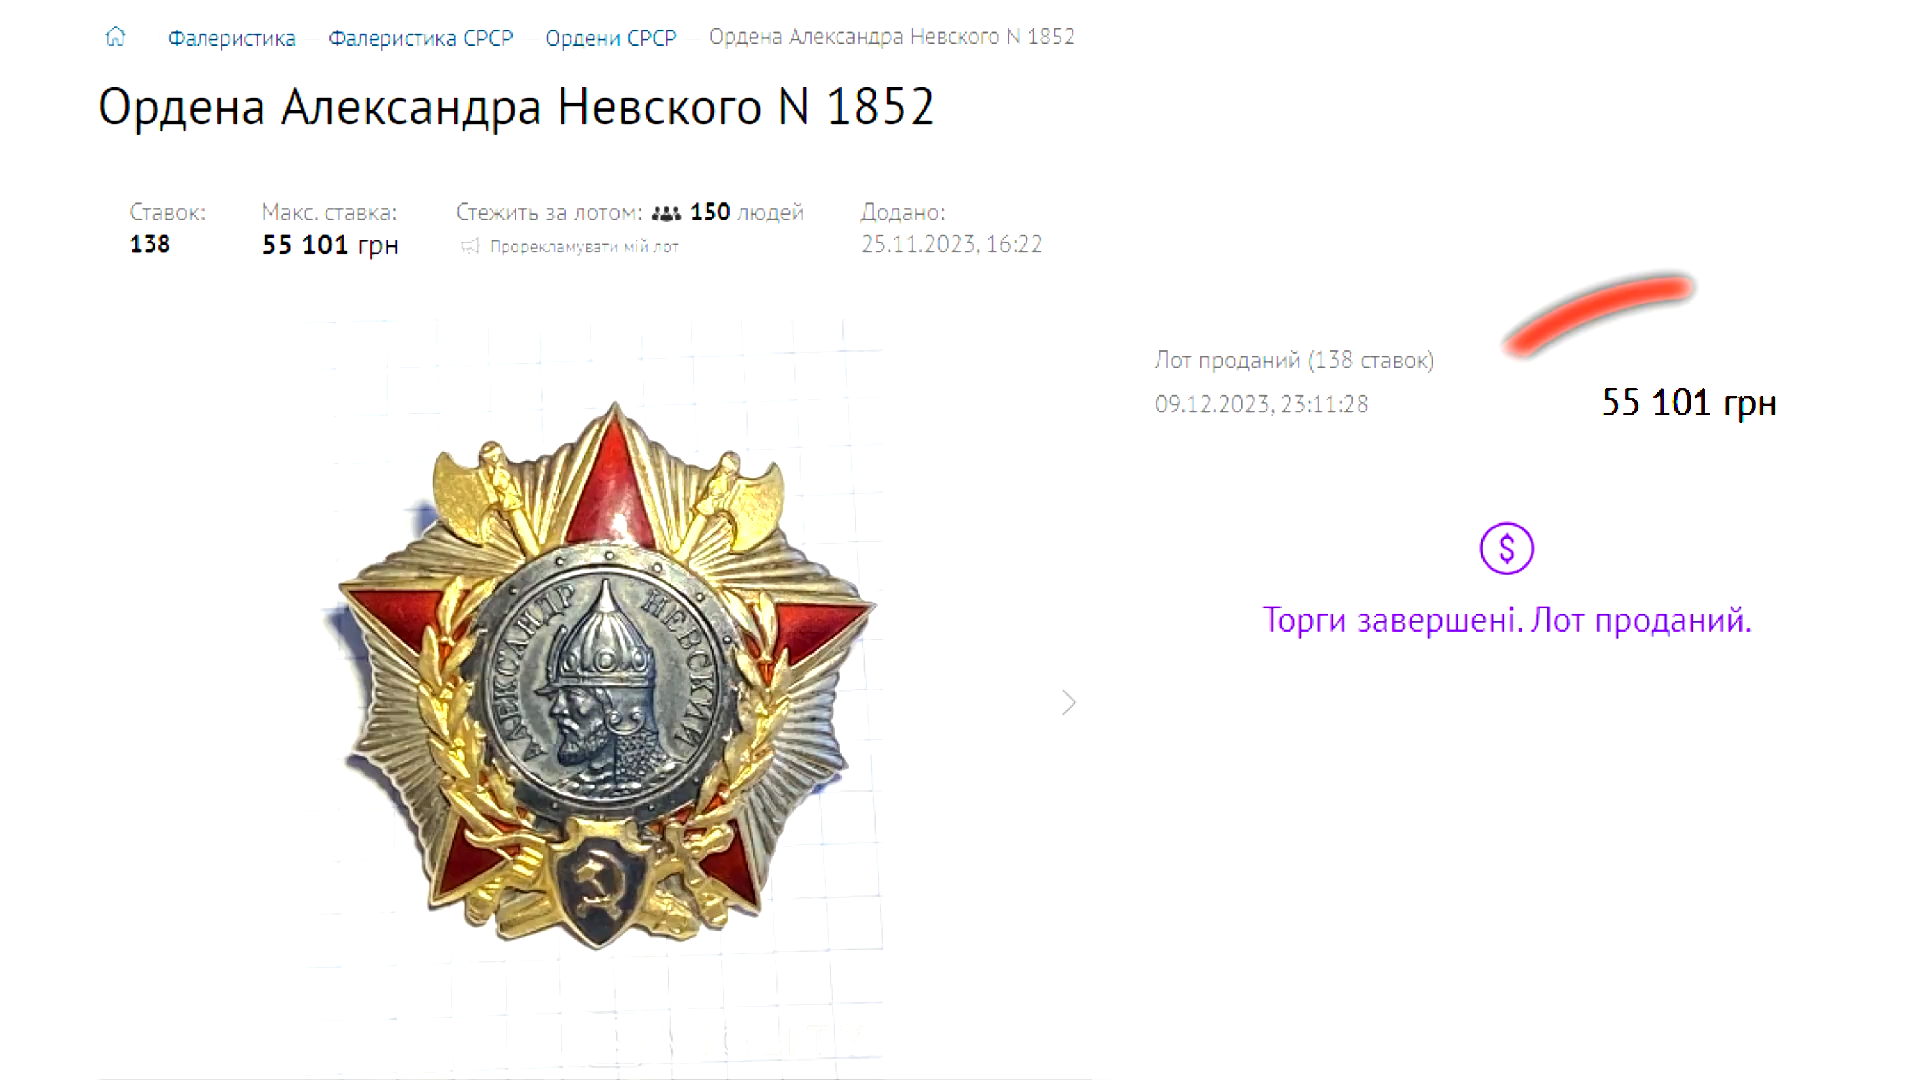 Фалеристика Фалеристика СРСР Ордени СРСР Ордена Александра Невского N 1852
Ордена Александра Невского N 1852
Ставок: Макс. ставка: Стежить за лотом: 150 людей Додано:
138 55 101 грн Прорекламувати мій лот 25.11.2023, 16:22
Лот проданий (138 ставок)
09.12.2023, 23:11:28 55 101 грн
$
Торги завершені. Лот проданий.
АЛЕКСАНДР НЕВСКИЙ